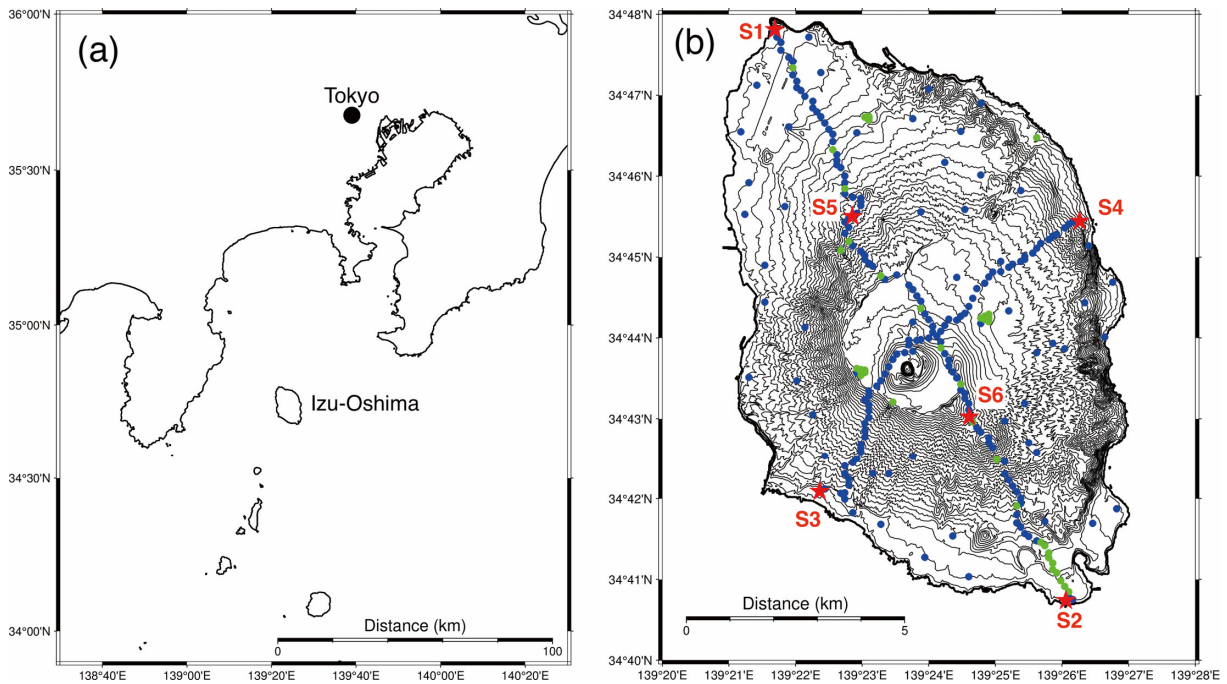 (a)
Tokyo
Izu-Oshima
Distance (km)
0
100
36°00'N
35°30'N
35°00'N
34°30'N
34°00'N
138°40'E
139°00'E
139°20'E
139°40'E
140°00'E
140°20'E
(b)
S1
S5
S4
S6
S3
S2
Distance (km)
0
5
34°48'N
34°47'N
34°46'N
34°45'N
34°44'N
34°43'N
34°42'N
34°41'N
34°40'N
139°20'E
139°21'E
139°22'E
139°23'E
139°24'E
139°25'E
139°26'E
139°27'E
139°28'E